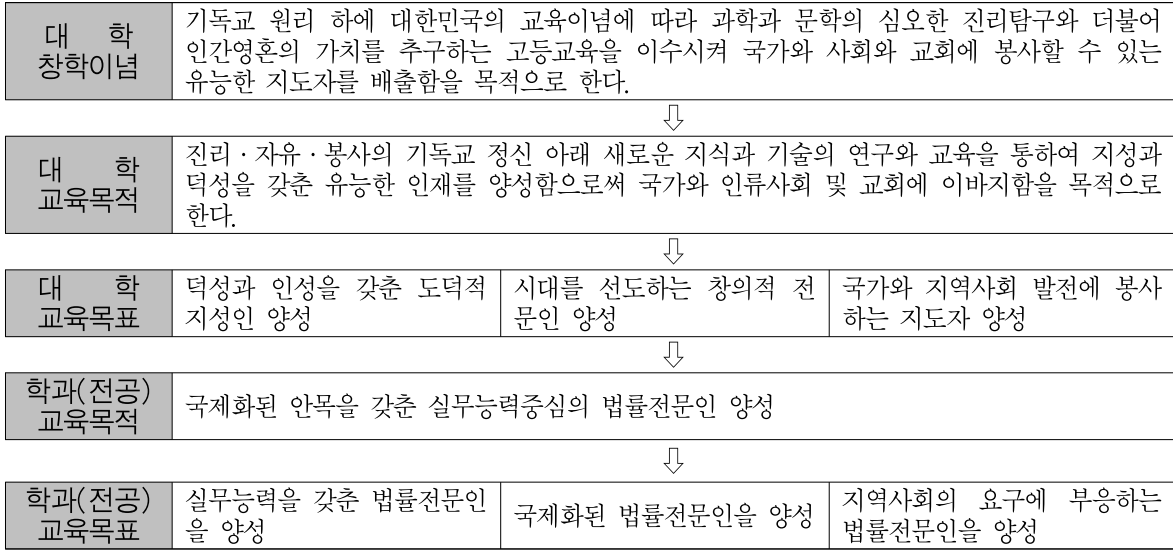 대 학
창학이념
기독교 원리 하에 대한민국의 교육이념에 따라 과학과 문학의 심오한 진리탐구와 더불어
인간영혼의 가치를 추구하는 고등교육을 이수시켜 국가와 사회와 교회에 봉사할 수 있는
유능한 지도자를 배출함을 목적으로 한다.
⇩
대 학
교육목적
진리·자유·봉사의 기독교 정신 아래 새로운 지식과 기술의 연구와 교육을 통하여 지성과
덕성을 갖춘 유능한 인재를 양성함으로써 국가와 인류사회 및 교회에 이바지함을 목적으로
한다.
⇩
대 학
교육목표
덕성과 인성을 갖춘 도덕적
지성인 양성
시대를 선도하는 창의적 전
문인 양성
국가와 지역사회 발전에 봉사
하는 지도자 양성
⇩
학과(전공)
교육목적
국제화된 안목을 갖춘 실무능력중심의 법률전문인 양성
⇩
학과(전공)
교육목표
실무능력을 갖춘 법률전문인
을 양성
국제화된 법률전문인을 양성
지역사회의 요구에 부응하는
법률전문인을 양성